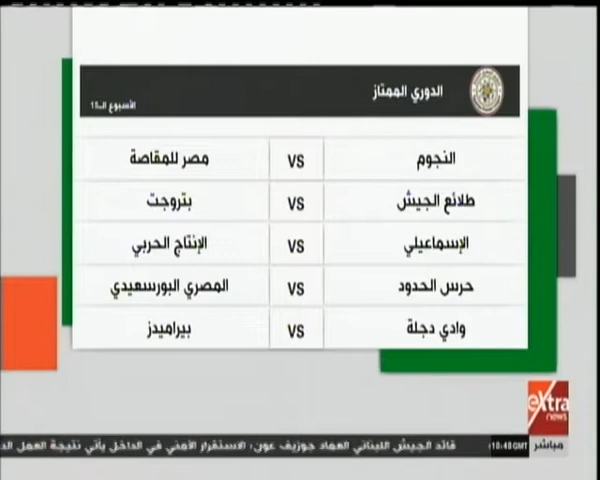 الدوري الممتاز
الأسبوع الـ15
النجوم VS مصر للمقاصة
طلائع الجيش VS بتروجت
الإسماعيلي VS الإنتاج الحربي
حرس الحدود VS المصري البورسعيدي
وادي دجلة VS بيراميدز
eXtra
news
مباشر
10:48GMT قائد الجيش اللبناني العماد جوزيف عون: الاستقرار الأمني في الداخل يأتي نتيجة العمل